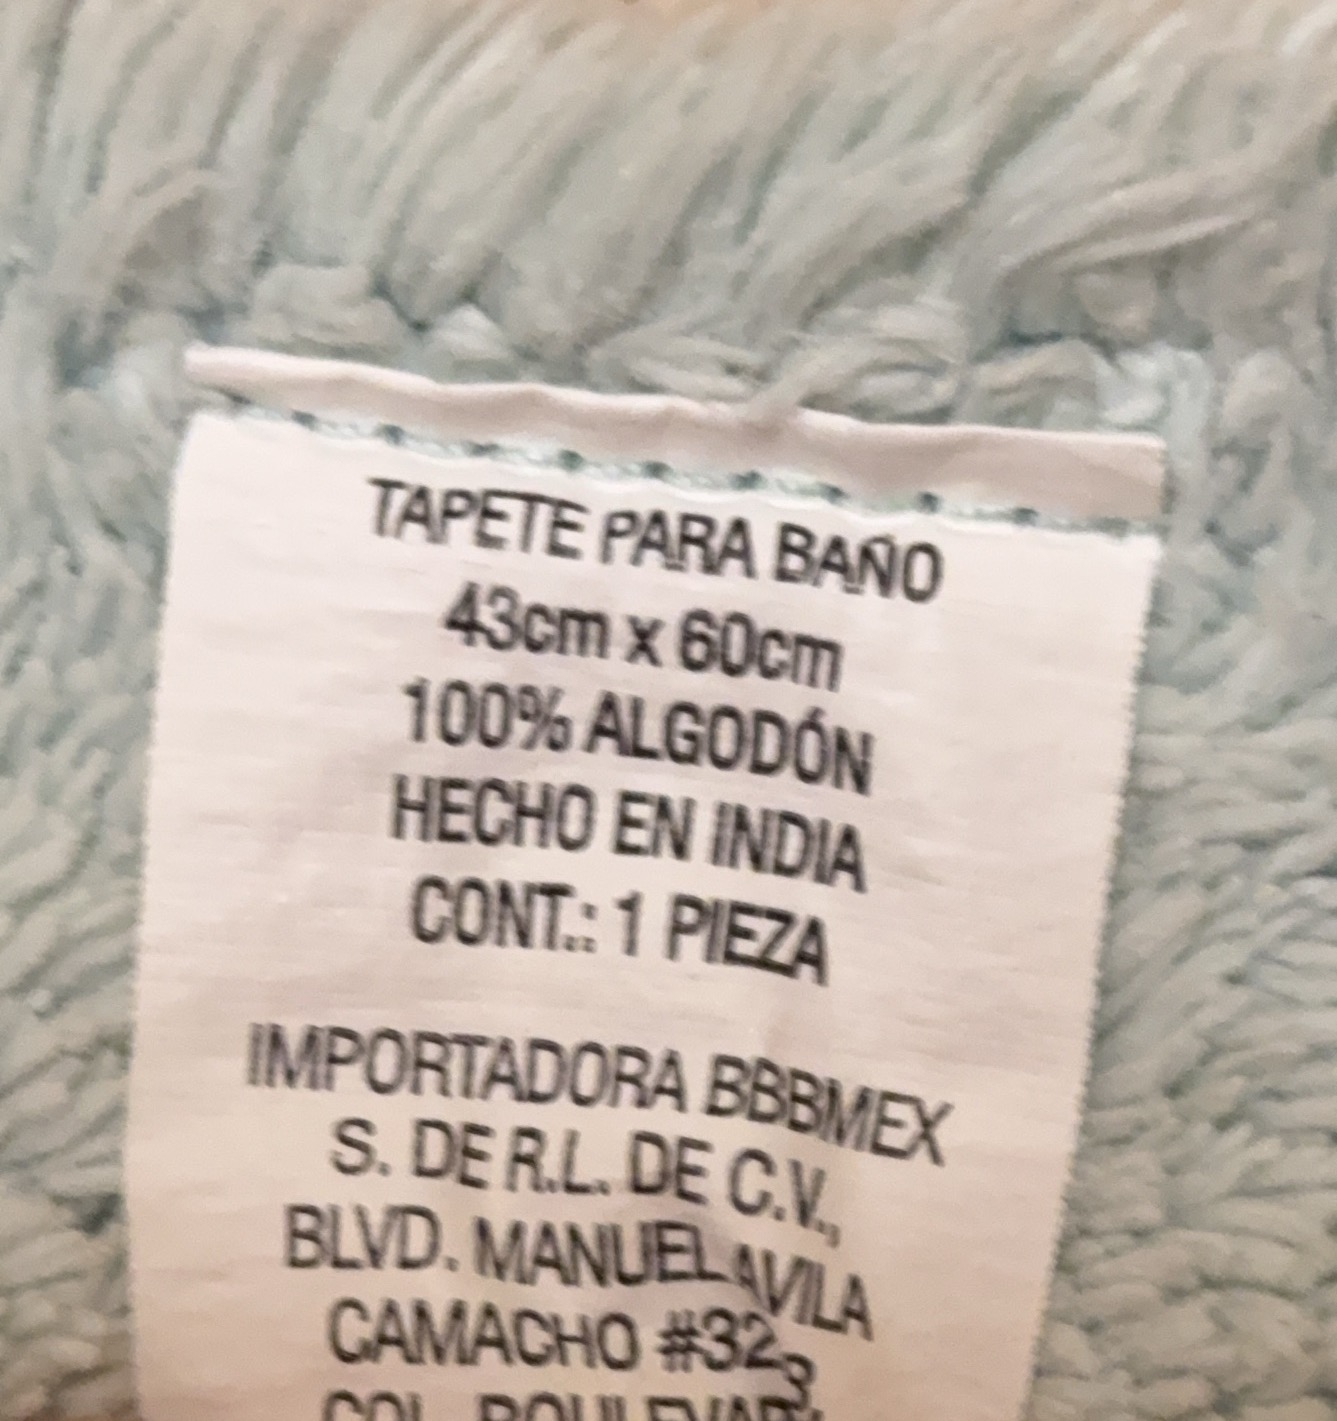 TAPETE PARA BAÑO
43cm x 60cm
100% ALGODÓN
HECHO EN INDIA
CONT.: 1 PIEZA
IMPORTADORA BBBMEX
S. DE R.L. DE C.V.,
BLVD. MANUEL AVILA
CAMACHO #323
COL.